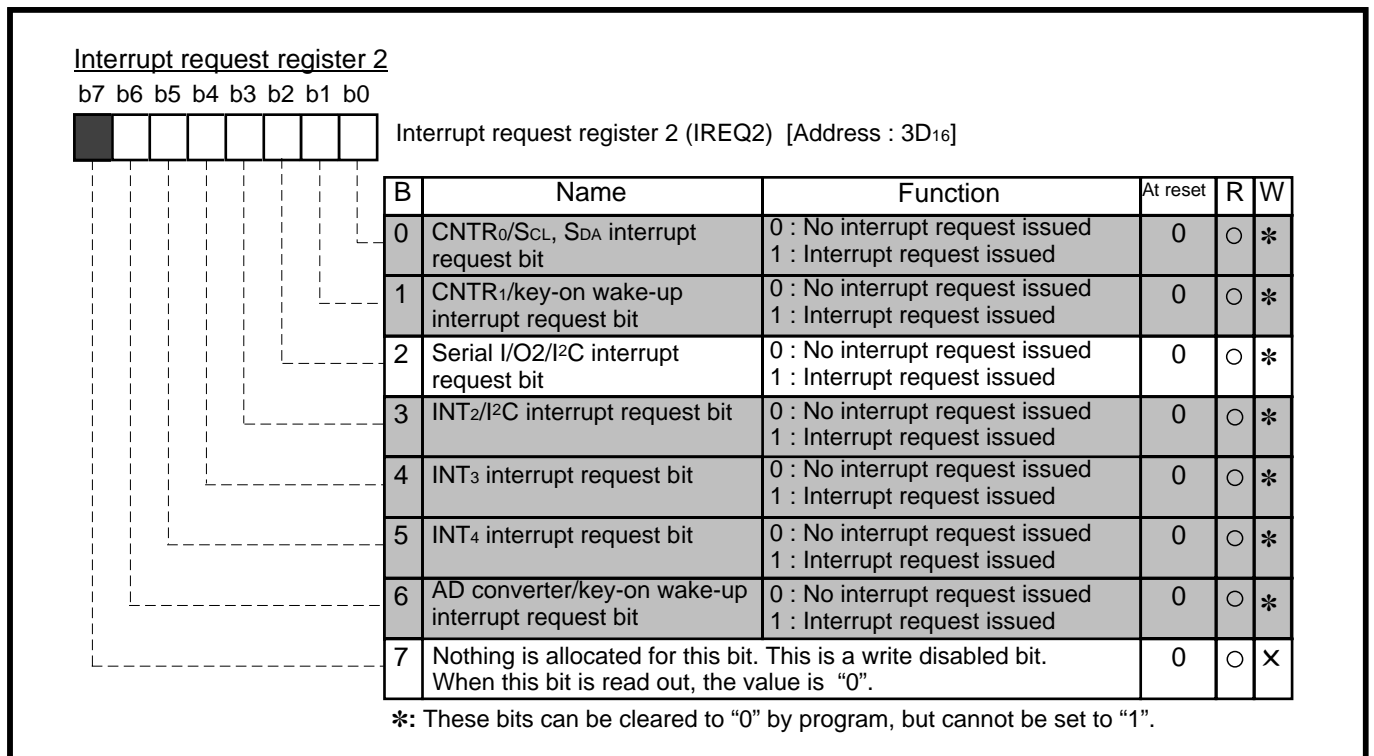 Interrupt request register 2
b7 b6 b5 b4 b3 b2 b1 b0
Interrupt request register 2 (IREQ2) [Address : 3D16]
B Name Function At reset R W
0 CNTR0/SCL, SDA interrupt request bit 0 : No interrupt request issued 0 ○ ✻
1 : Interrupt request issued
1 CNTR1/key-on wake-up interrupt request bit 0 : No interrupt request issued 0 ○ ✻
1 : Interrupt request issued
2 Serial I/O2/I2C interrupt request bit 0 : No interrupt request issued 0 ○ ✻
1 : Interrupt request issued
3 INT2/I2C interrupt request bit 0 : No interrupt request issued 0 ○ ✻
1 : Interrupt request issued
4 INT3 interrupt request bit 0 : No interrupt request issued 0 ○ ✻
1 : Interrupt request issued
5 INT4 interrupt request bit 0 : No interrupt request issued 0 ○ ✻
1 : Interrupt request issued
6 AD converter/key-on wake-up interrupt request bit 0 : No interrupt request issued 0 ○ ✻
1 : Interrupt request issued
7 Nothing is allocated for this bit. This is a write disabled bit. 0 ○ ×
When this bit is read out, the value is “0”.
✻: These bits can be cleared to “0” by program, but cannot be set to “1”.